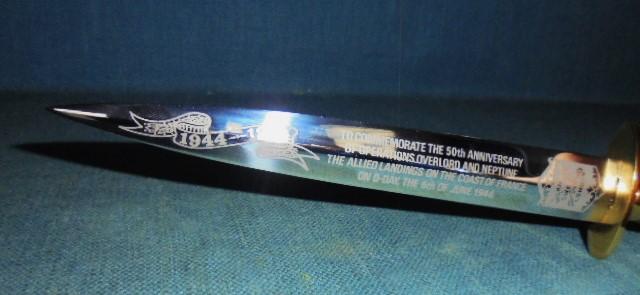 1944
TO COMMEMORATE THE 50th ANNIVERSARY
OF OPERATIONS OVERLORD AND NEPTUNE
THE ALLIED LANDINGS ON THE COAST OF FRANCE
ON D-DAY, THE 6th OF JUNE 1944